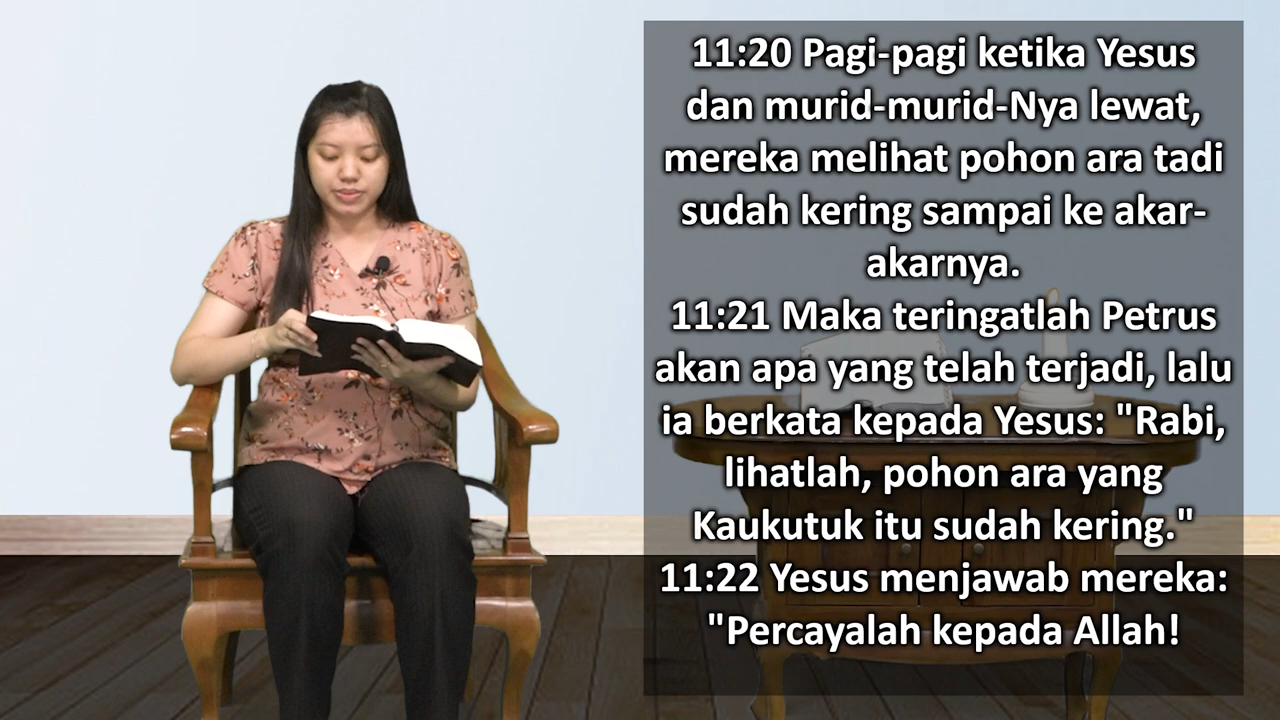 11:20 Pagi-pagi ketika Yesus
dan murid-murid-Nya lewat,
mereka melihat pohon ara tadi
sudah kering sampai ke akar-
akarnya.
11:21 Maka teringatlah Petrus
akan apa yang telah terjadi, lalu
ia berkata kepada Yesus: "Rabi,
lihatlah, pohon ara yang
Kaukutuk itu sudah kering."
11:22 Yesus menjawab mereka:
"Percayalah kepada Allah!